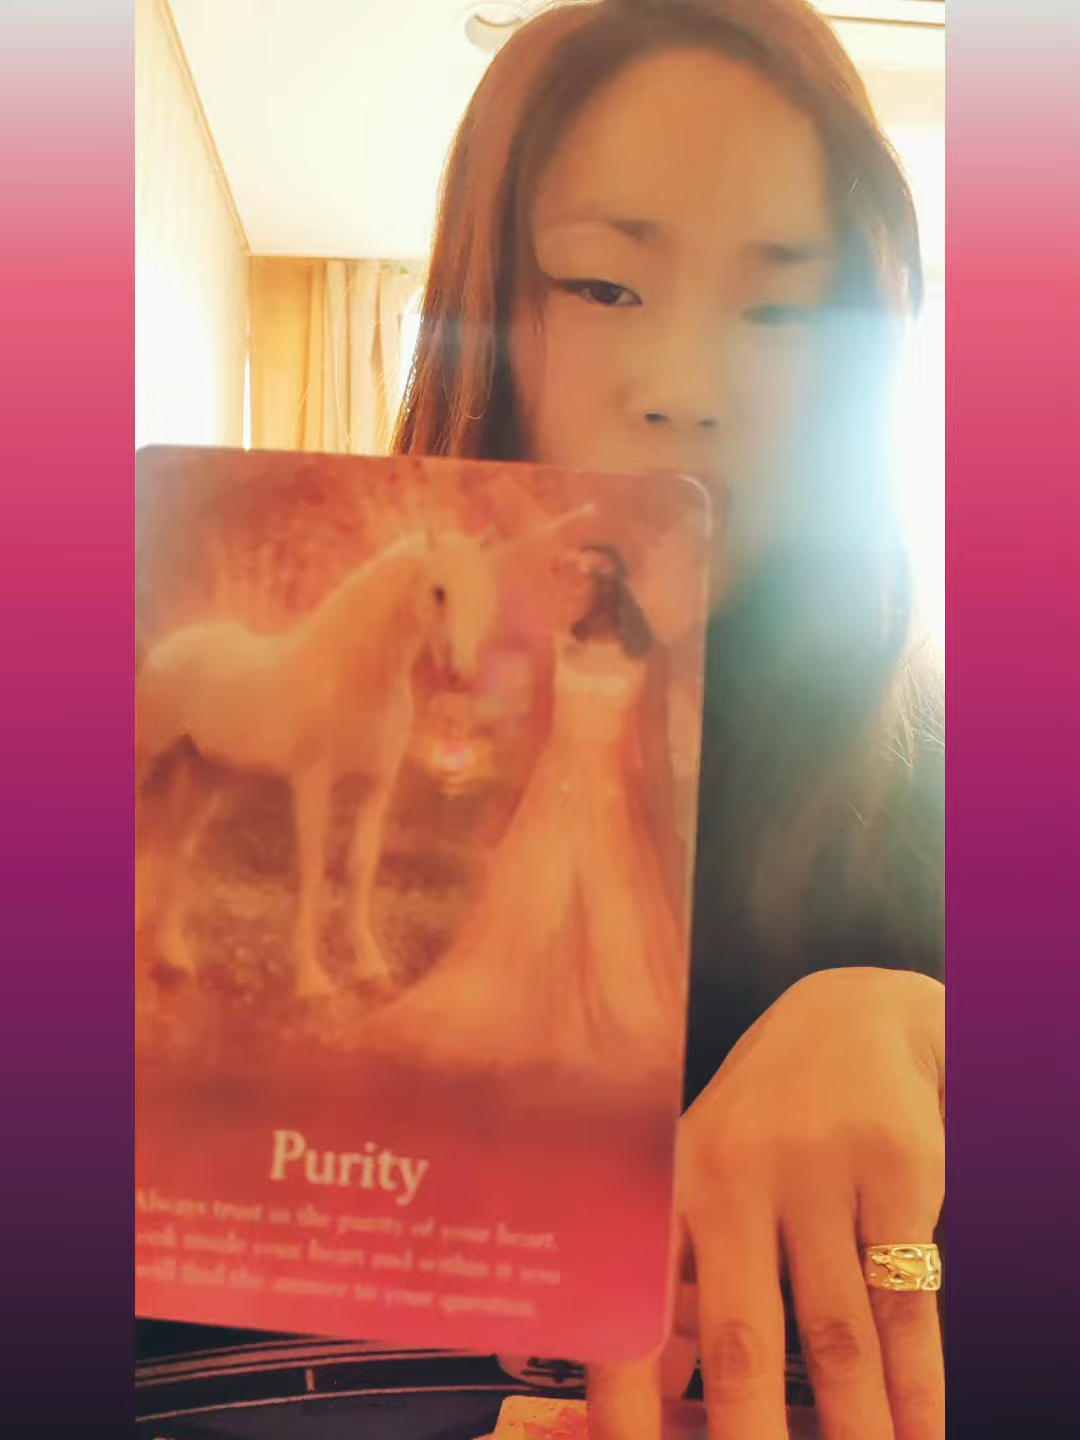 Purity
Always trust in the purity of your heart.
Look inside your heart and within it you
will find the answer to your question.